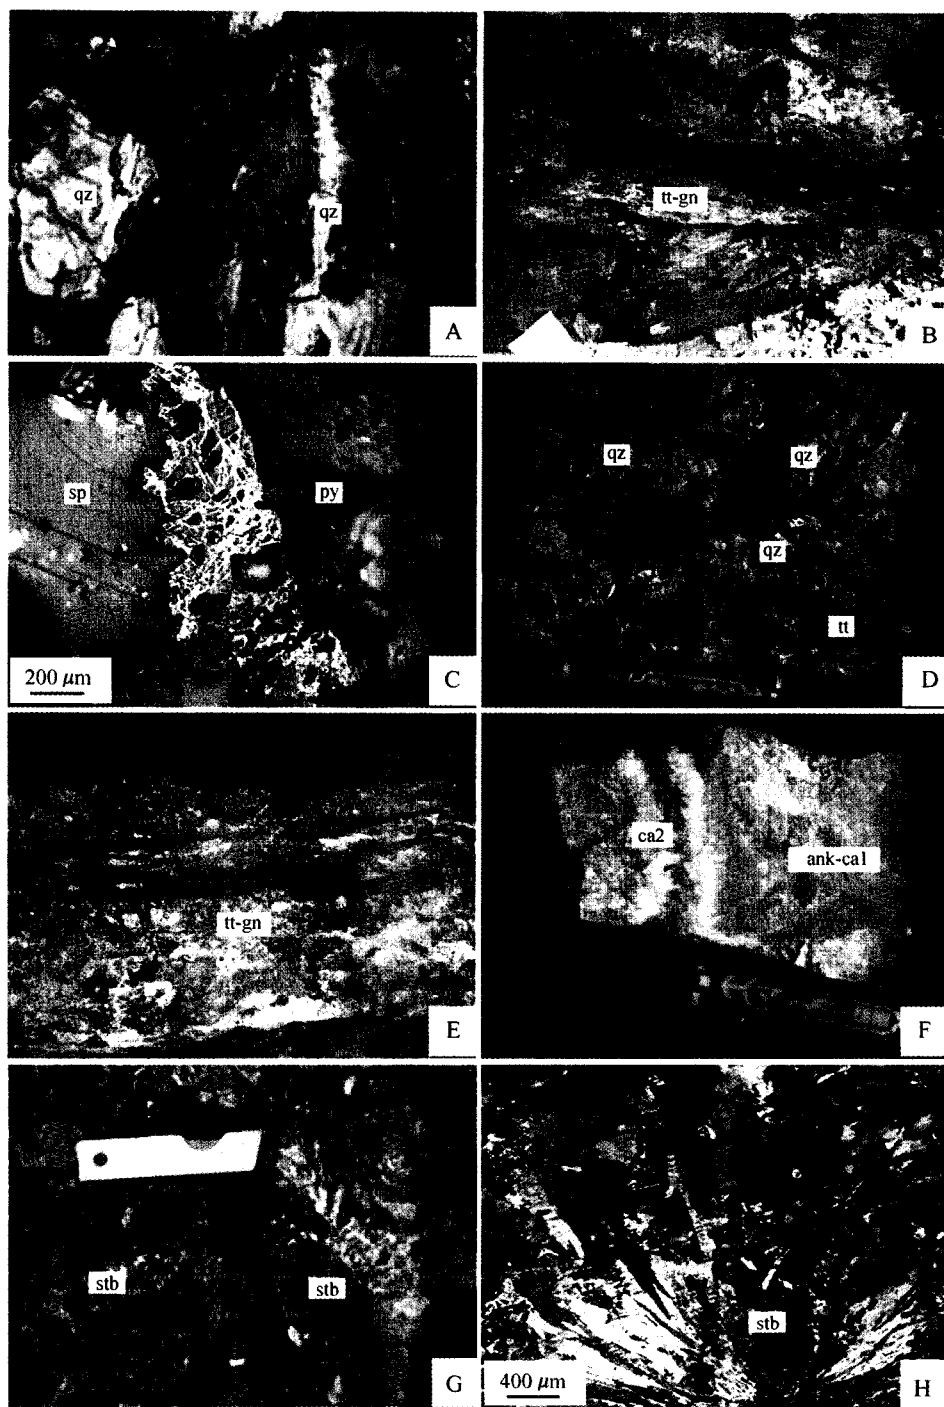 qz
qz
A
tt-gn
B
sp
py
200 μm
C
qz
qz
qz
tt
D
tt-gn
E
ca2
ank-ca1
F
stb
stb
G
stb
400 μm
H